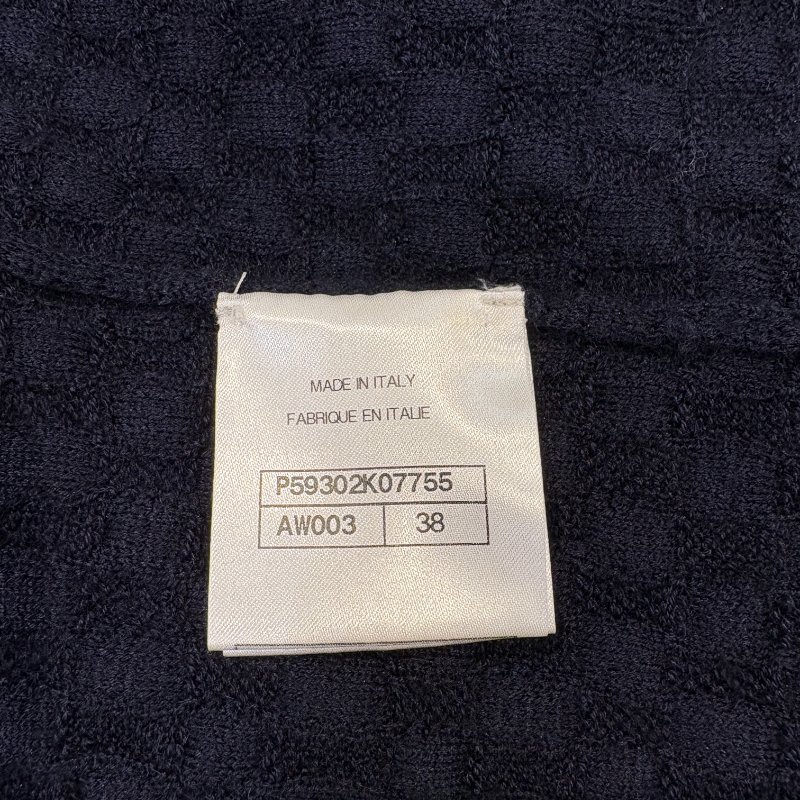 MADE IN ITALY
FABRIQUE EN ITALIE
P59302K07755
AW003 38